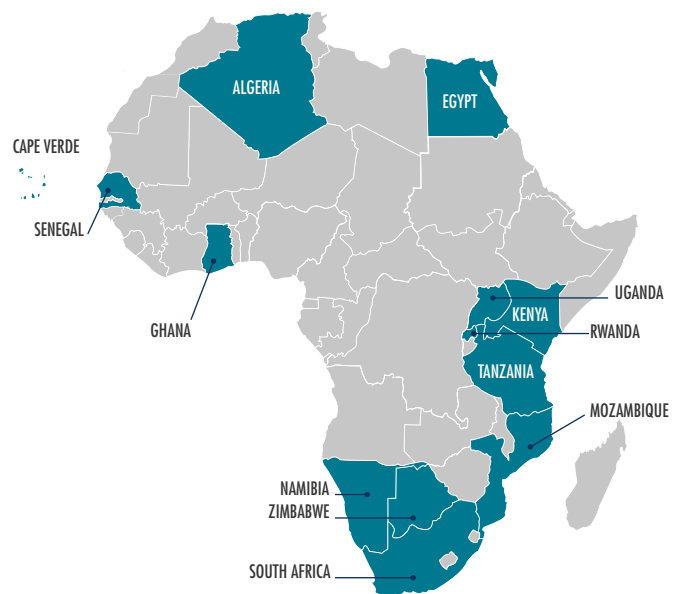 ALGERIA
EGYPT
CAPE VERDE
SENEGAL
GHANA
UGANDA
KENYA
RWANDA
TANZANIA
MOZAMBIQUE
NAMIBIA
ZIMBABWE
SOUTH AFRICA